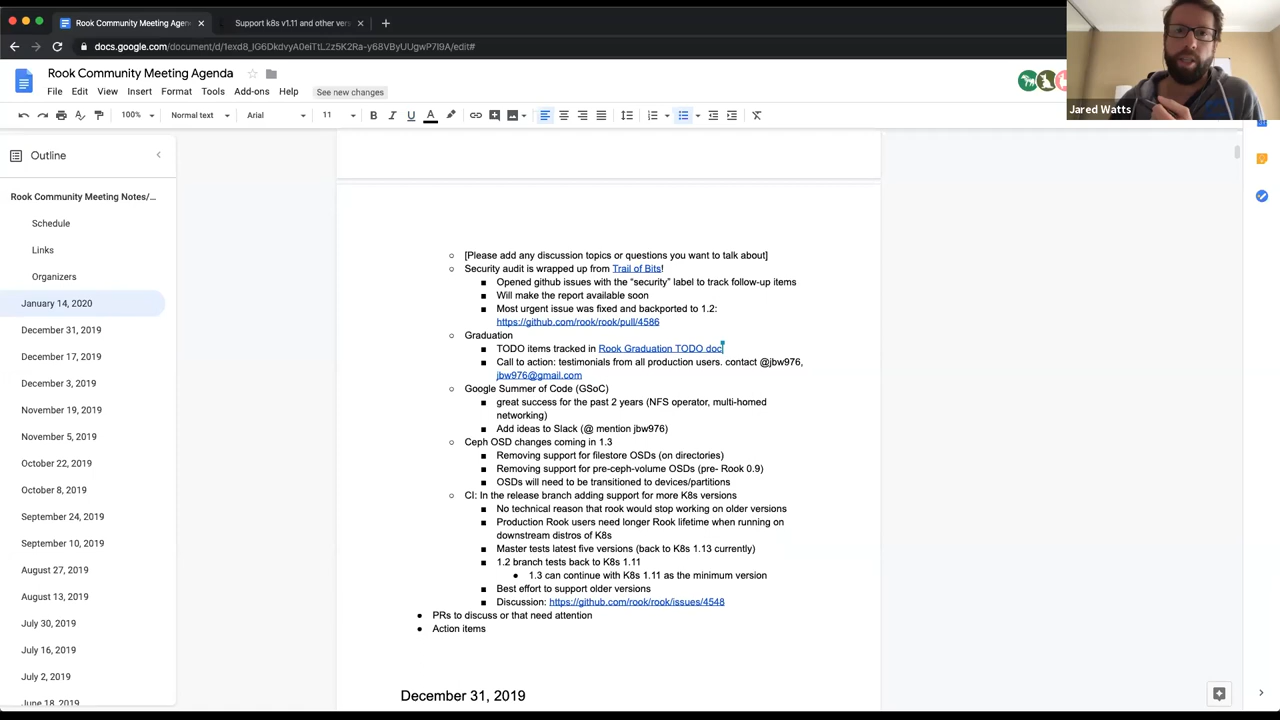 Rook Community Meeting Agen
Support k8s v1.11 and other ver
docs.google.com/document/d/1exd8_IG6DkdvyA0eiTtL2z5K2Ra-y68VByUUgwP7I9A/edit#
Jared Watts
Rook Community Meeting Agenda
File Edit View Insert Format Tools Add-ons Help See new changes
100% Normal text Arial 11
Outline
Rook Community Meeting Notes/...
Schedule
Links
Organizers
January 14, 2020
December 31, 2019
December 17, 2019
December 3, 2019
November 19, 2019
November 5, 2019
October 22, 2019
October 8, 2019
September 24, 2019
September 10, 2019
August 27, 2019
August 13, 2019
July 30, 2019
July 16, 2019
July 2, 2019
June 18, 2019
○ [Please add any discussion topics or questions you want to talk about]
○ Security audit is wrapped up from Trail of Bits!
■ Opened github issues with the “security” label to track follow-up items
■ Will make the report available soon
■ Most urgent issue was fixed and backported to 1.2:
https://github.com/rook/rook/pull/4586
○ Graduation
■ TODO items tracked in Rook Graduation TODO doc
■ Call to action: testimonials from all production users. contact @jbw976,
jbw976@gmail.com
○ Google Summer of Code (GSoC)
■ great success for the past 2 years (NFS operator, multi-homed
networking)
■ Add ideas to Slack (@ mention jbw976)
○ Ceph OSD changes coming in 1.3
■ Removing support for filestore OSDs (on directories)
■ Removing support for pre-ceph-volume OSDs (pre- Rook 0.9)
■ OSDs will need to be transitioned to devices/partitions
○ CI: In the release branch adding support for more K8s versions
■ No technical reason that rook would stop working on older versions
■ Production Rook users need longer Rook lifetime when running on
downstream distros of K8s
■ Master tests latest five versions (back to K8s 1.13 currently)
■ 1.2 branch tests back to K8s 1.11
● 1.3 can continue with K8s 1.11 as the minimum version
■ Best effort to support older versions
■ Discussion: https://github.com/rook/rook/issues/4548
● PRs to discuss or that need attention
● Action items
December 31, 2019